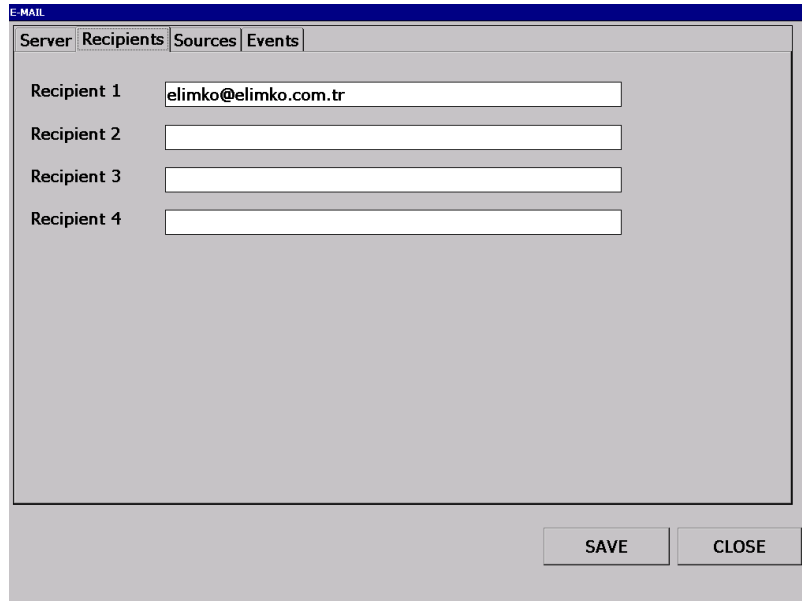 E-MAIL
Server Recipients Sources Events
Recipient 1 elimko@elimko.com.tr
Recipient 2
Recipient 3
Recipient 4
SAVE CLOSE